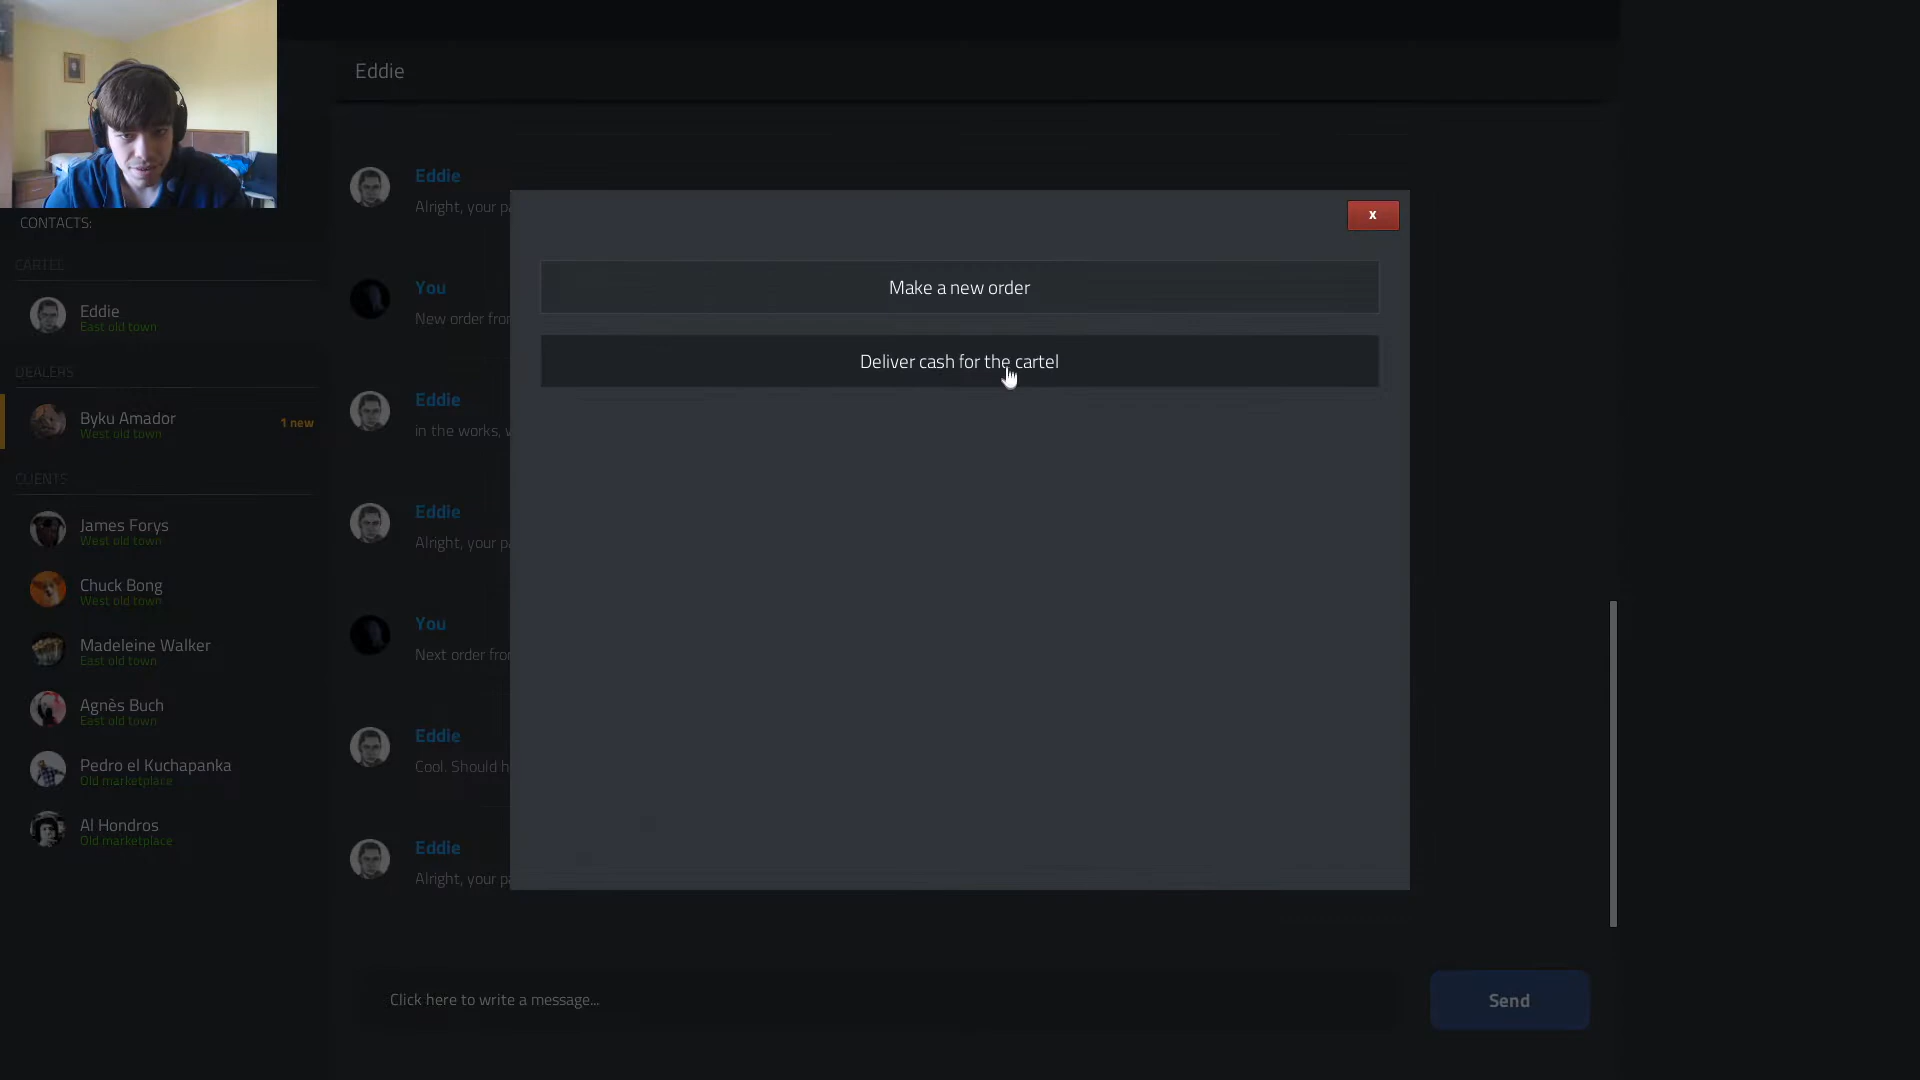 Eddie
CONTACTS:
CARTEL
Eddie
East old town
DEALERS
Byku Amador
West old town
1 new
CLIENTS
James Forys
West old town
Chuck Bong
West old town
Madeleine Walker
East old town
Agnès Buch
East old town
Pedro el Kuchapanka
Old marketplace
Al Hondros
Old marketplace
Eddie
Alright, your
You
New order
Eddie
in the works,
Eddie
Alright, your
You
Next order
Eddie
Cool. Should
Eddie
Alright, your
x
Make a new order
Deliver cash for the cartel
Click here to write a message...
Send